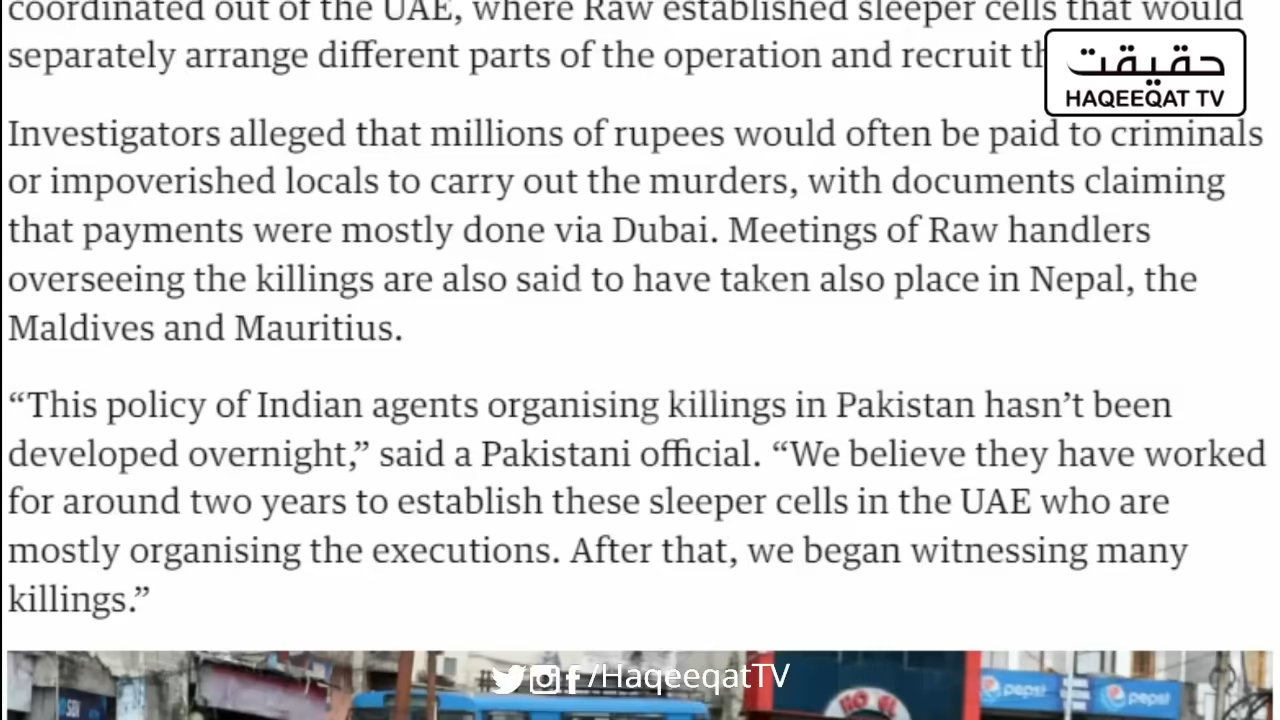 coordinated out of the UAE, where Raw established sleeper cells that would
separately arrange different parts of the operation and recruit
حقیقت
HAQEEQAT TV
Investigators alleged that millions of rupees would often be paid to criminals
or impoverished locals to carry out the murders, with documents claiming
that payments were mostly done via Dubai. Meetings of Raw handlers
overseeing the killings are also said to have taken also place in Nepal, the
Maldives and Mauritius.
“This policy of Indian agents organising killings in Pakistan hasn’t been
developed overnight,” said a Pakistani official. “We believe they have worked
for around two years to establish these sleeper cells in the UAE who are
mostly organising the executions. After that, we began witnessing many
killings.”
/HaqeeqatTV
pepsi
pepsi
SBI